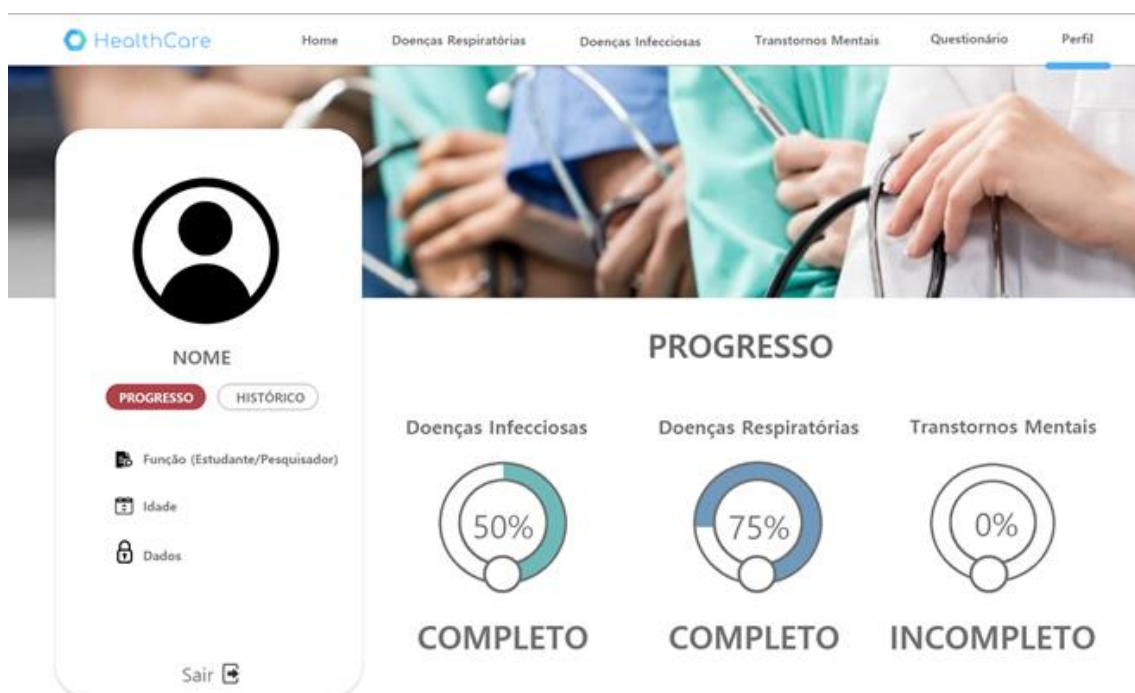 HealthCare
Home
Doenças Respiratórias
Doenças Infecciosas
Transtornos Mentais
Questionário
Perfil
NOME
PROGRESSO
HISTÓRICO
Função (Estudante/Pesquisador)
Idade
Dados
Sair
PROGRESSO
Doenças Infecciosas
Doenças Respiratórias
Transtornos Mentais
50%
75%
0%
COMPLETO
COMPLETO
INCOMPLETO